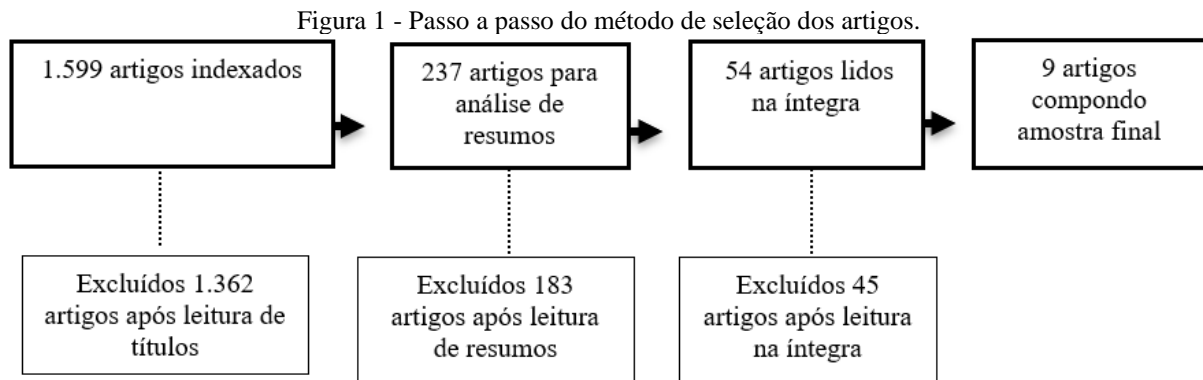 Figura 1 - Passo a passo do método de seleção dos artigos.
1.599 artigos indexados
237 artigos para
análise de
resumos
54 artigos lidos
na íntegra
9 artigos
compondo
amostra final
Excluídos 1.362
artigos após leitura de
títulos
Excluídos 183
artigos após leitura
de resumos
Excluídos 45
artigos após leitura
na íntegra